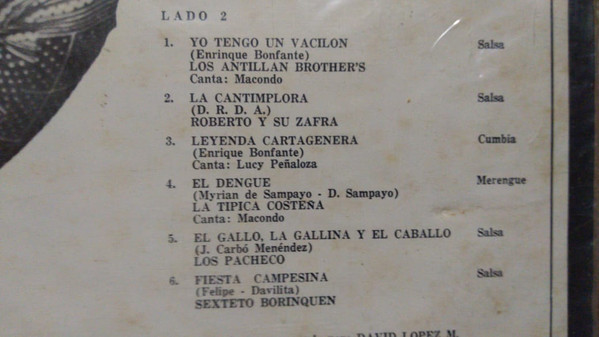 LADO 2
1. YO TENGO UN VACILON Salsa
(Enrinque Bonfante)
LOS ANTILLAN BROTHER'S
Canta: Macondo
2. LA CANTIMPLORA Salsa
(D. R. D. A.)
ROBERTO Y SU ZAFRA
3. LEYENDA CARTAGENERA Cumbia
(Enrique Bonfante)
Canta: Lucy Peñaloza
4. EL DENGUE Merengue
(Myrian de Sampayo - D. Sampayo)
LA TIPICA COSTEÑA
Canta: Macondo
5. EL GALLO, LA GALLINA Y EL CABALLO Salsa
(J. Carbó Menéndez)
LOS PACHECO
6. FIESTA CAMPESINA Salsa
(Felipe - Davilita)
SEXTETO BORINQUEN
DAVID LOPEZ M.